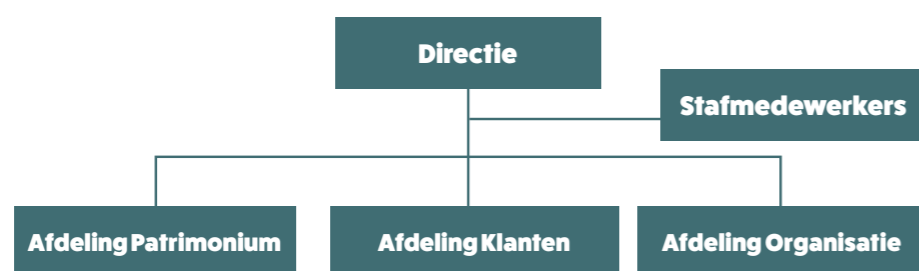 Directie
Stafmedewerkers
Afdeling Patrimonium
Afdeling Klanten
Afdeling Organisatie